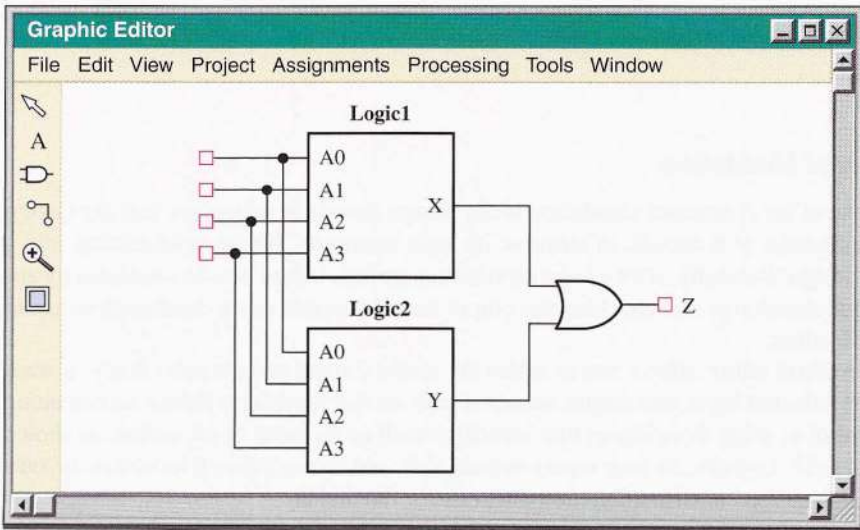 Graphic Editor
File Edit View Project Assignments Processing Tools Window
A
Logic1
A0
A1
A2
A3
X
Z
Logic2
A0
A1
A2
A3
Y